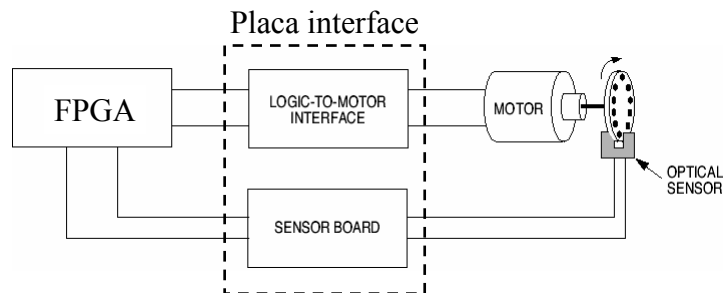 Placa interface
FPGA
LOGIC-TO-MOTOR
INTERFACE
MOTOR
OPTICAL
SENSOR
SENSOR BOARD